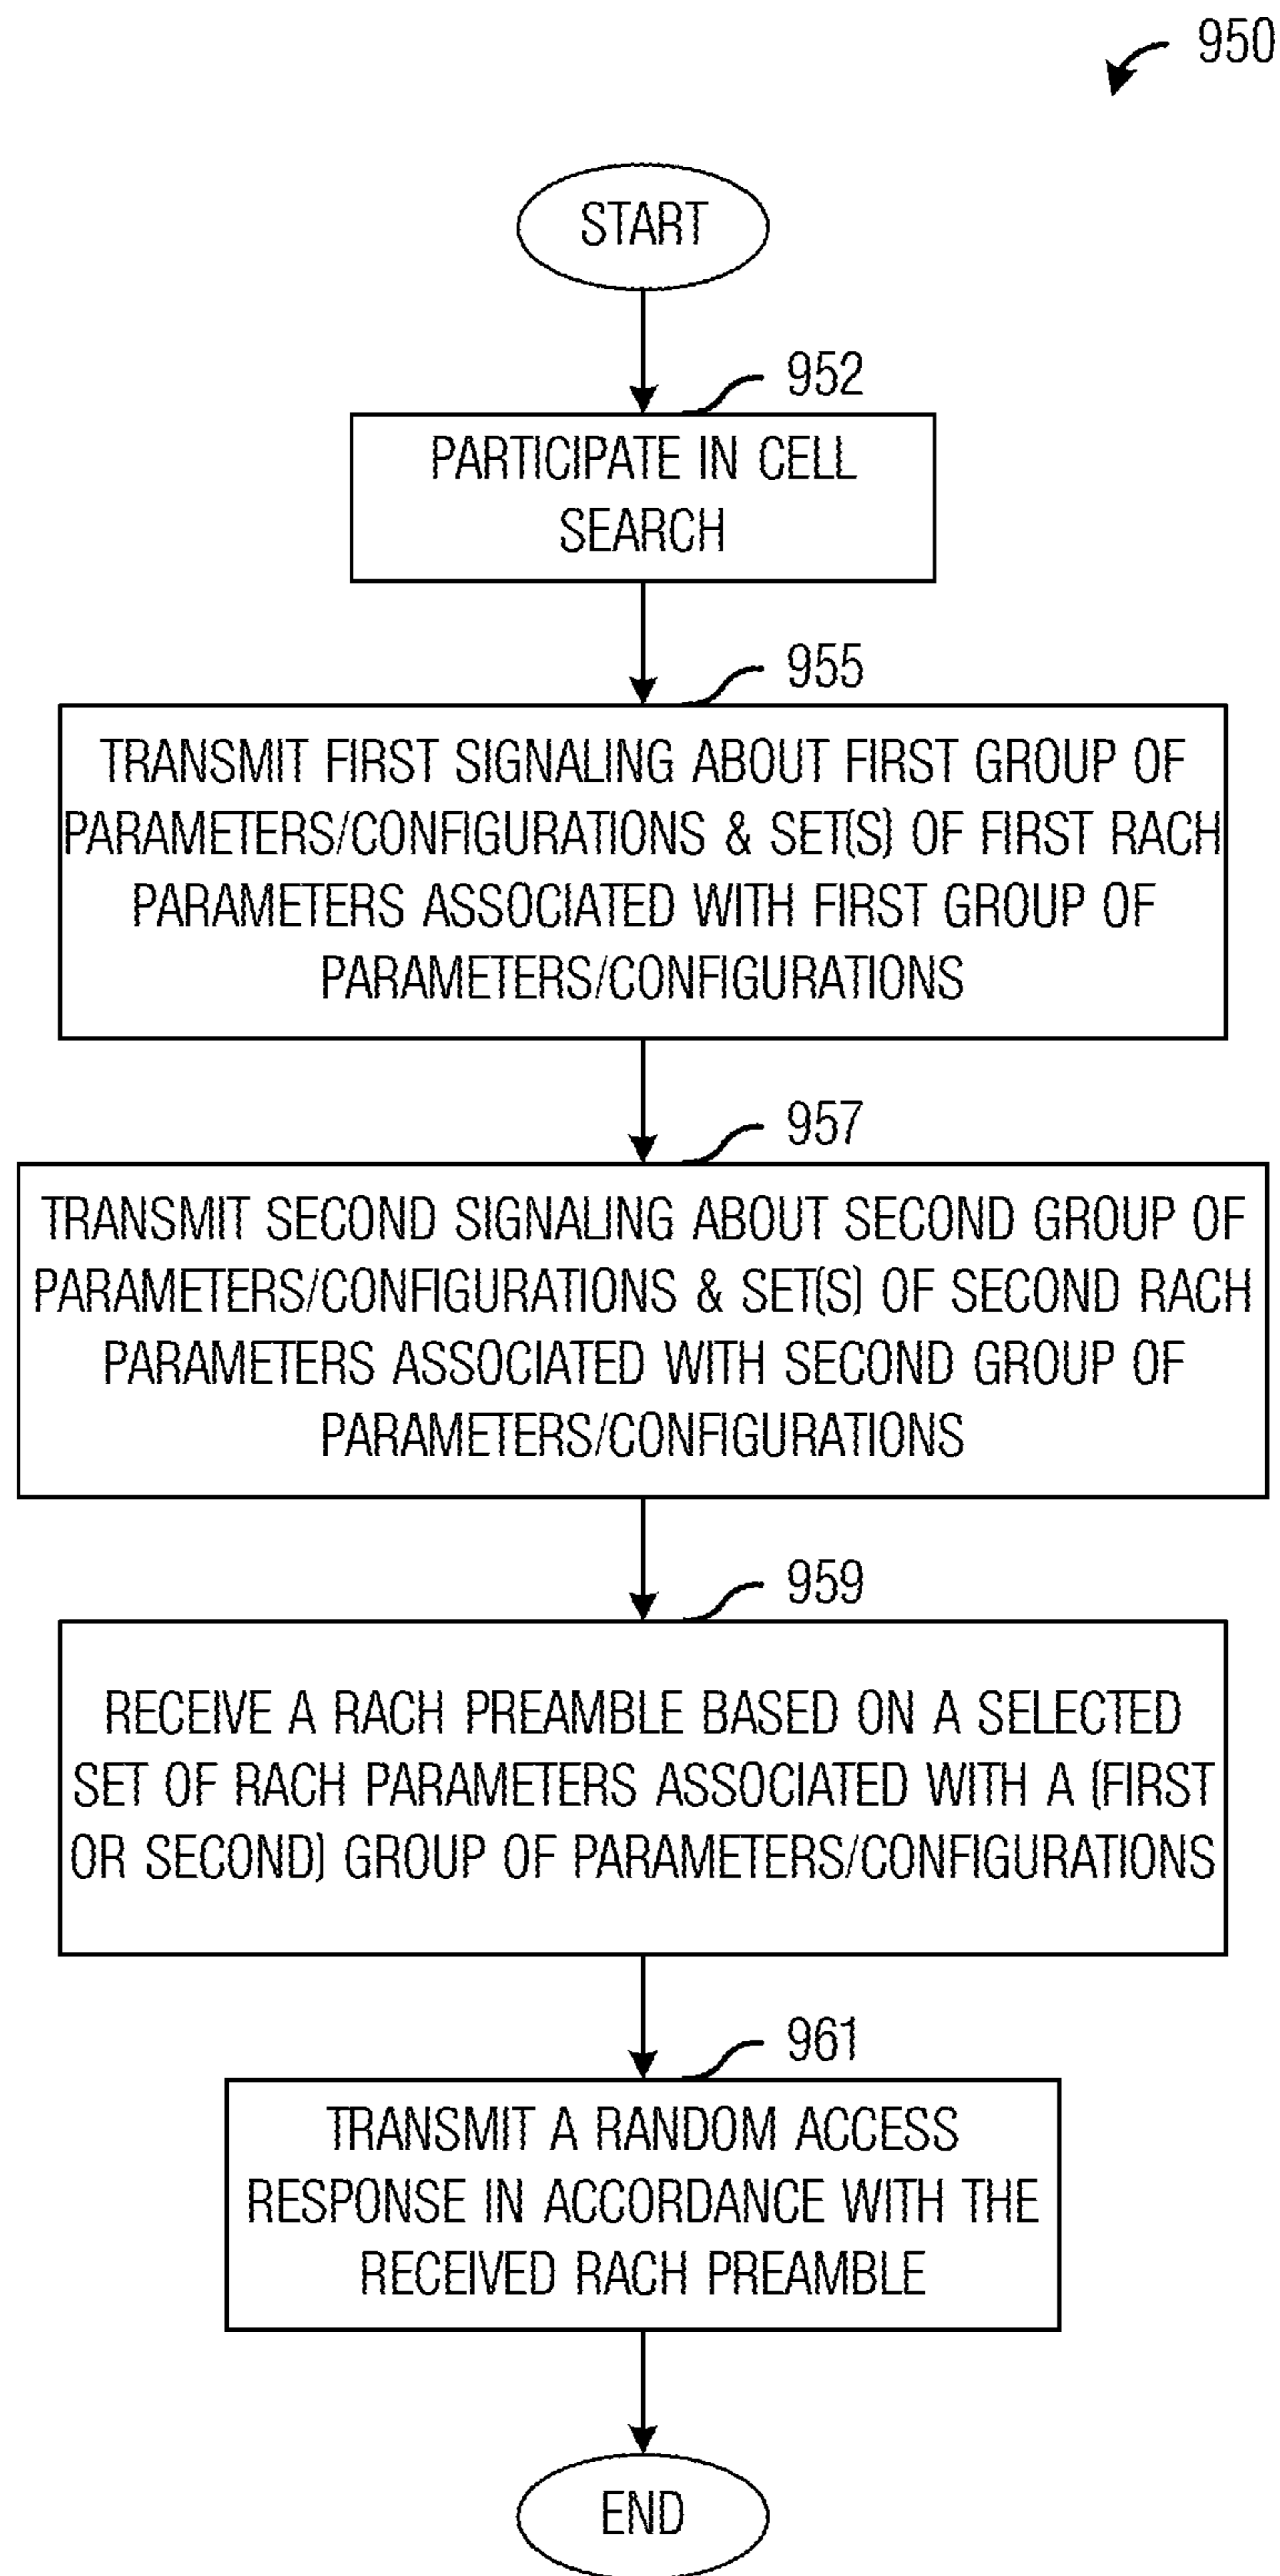 950
START
952
PARTICIPATE IN CELL
SEARCH
955
TRANSMIT FIRST SIGNALING ABOUT FIRST GROUP OF
PARAMETERS/CONFIGURATIONS & SET(S) OF FIRST RACH
PARAMETERS ASSOCIATED WITH FIRST GROUP OF
PARAMETERS/CONFIGURATIONS
957
TRANSMIT SECOND SIGNALING ABOUT SECOND GROUP OF
PARAMETERS/CONFIGURATIONS & SET(S) OF SECOND RACH
PARAMETERS ASSOCIATED WITH SECOND GROUP OF
PARAMETERS/CONFIGURATIONS
959
RECEIVE A RACH PREAMBLE BASED ON A SELECTED
SET OF RACH PARAMETERS ASSOCIATED WITH A (FIRST
OR SECOND) GROUP OF PARAMETERS/CONFIGURATIONS
961
TRANSMIT A RANDOM ACCESS
RESPONSE IN ACCORDANCE WITH THE
RECEIVED RACH PREAMBLE
END